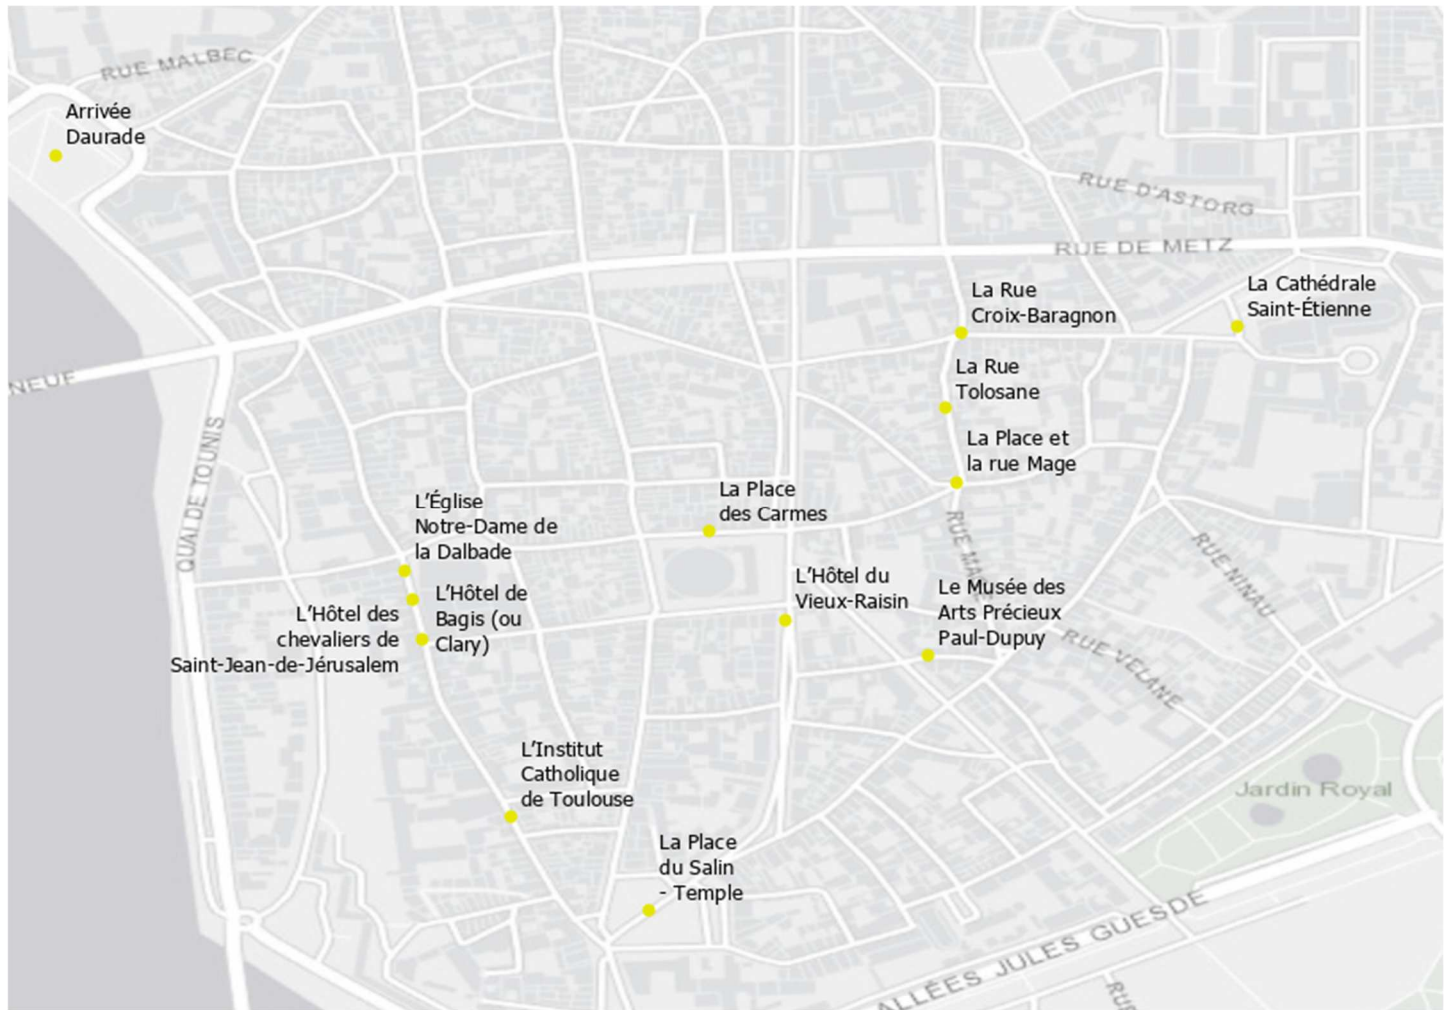 RUE MALBEC
Arrivée
Daurade
RUE D'ASTORG
RUE DE METZ
La Cathédrale
Saint-Étienne
La Rue
Croix-Baragnon
La Rue
Tolosane
NEUF
La Place et
la rue Mage
QUAI DE TOUNIS
L'Église
Notre-Dame de
la Dalbade
La Place
des Carmes
RUE MAGE
RUE NINAU
L'Hôtel du
Vieux-Raisin
Le Musée des
Arts Précieux
Paul-Dupuy
L'Hôtel de
Bagis (ou
Clary)
L'Hôtel des
chevaliers de
Saint-Jean-de-Jérusalem
RUE VELANE
L'Institut
Catholique
de Toulouse
Jardin Royal
La Place
du Salin
- Temple
ALLÉES JULES GUESDE
RUE